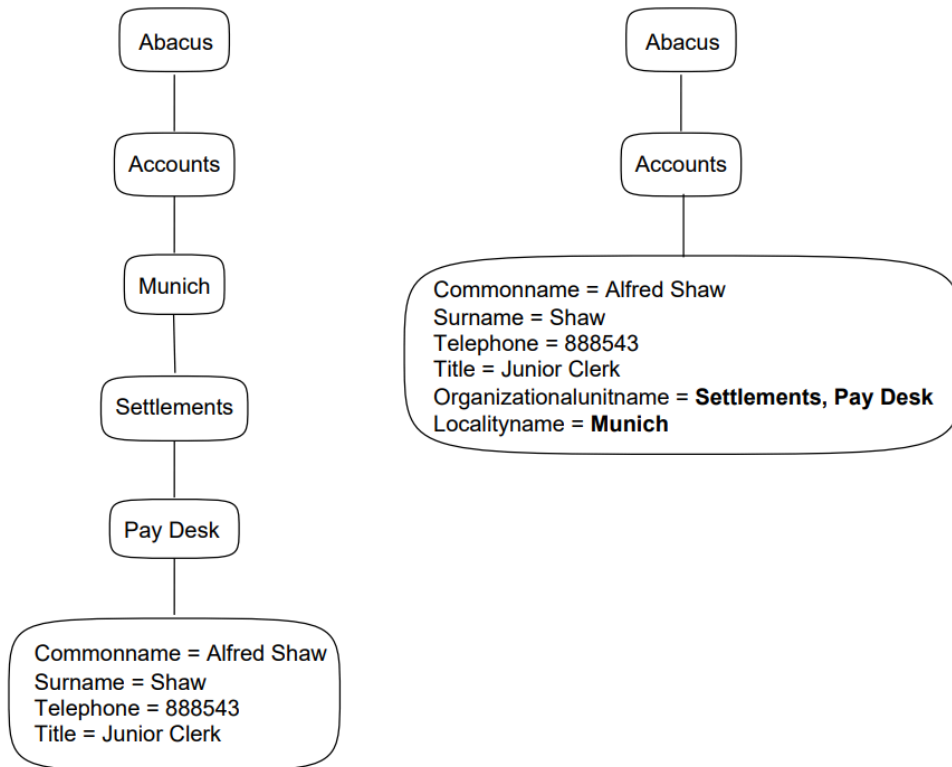 Abacus
Accounts
Munich
Settlements
Pay Desk
Commonname = Alfred Shaw
Surname = Shaw
Telephone = 888543
Title = Junior Clerk
Abacus
Accounts
Commonname = Alfred Shaw
Surname = Shaw
Telephone = 888543
Title = Junior Clerk
Organizationalunitname = Settlements, Pay Desk
Localityname = Munich